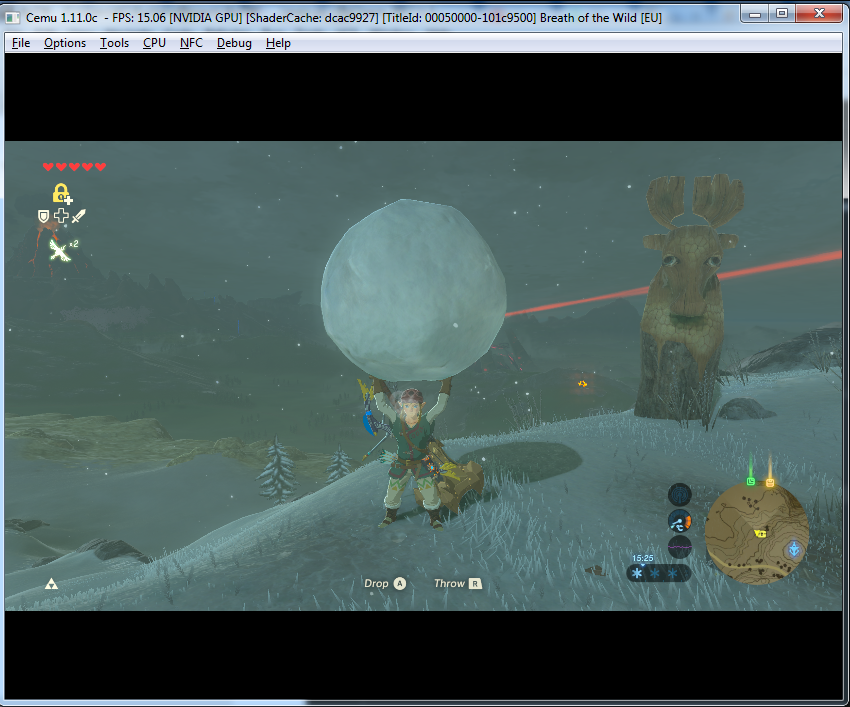 Cemu 1.11.0c - FPS: 15.06 [NVIDIA GPU] [ShaderCache: dcac9927] [TitleId: 00050000-101c9500] Breath of the Wild [EU]
File Options Tools CPU NFC Debug Help
×2
15:25
Drop A Throw R